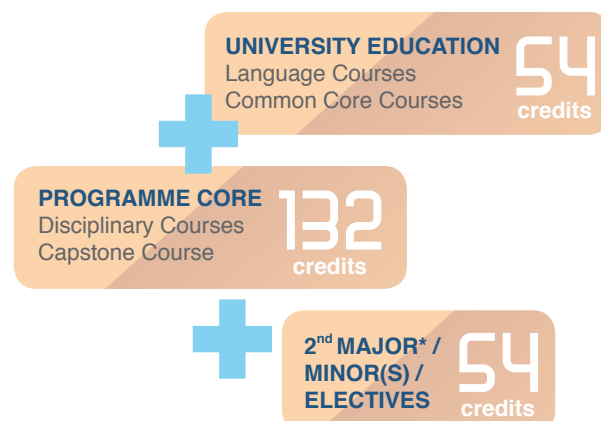 UNIVERSITY EDUCATION
Language Courses
Common Core Courses
54
credits
PROGRAMME CORE
Disciplinary Courses
Capstone Course
132
credits
2nd MAJOR* /
MINOR(S) /
ELECTIVES
54
credits